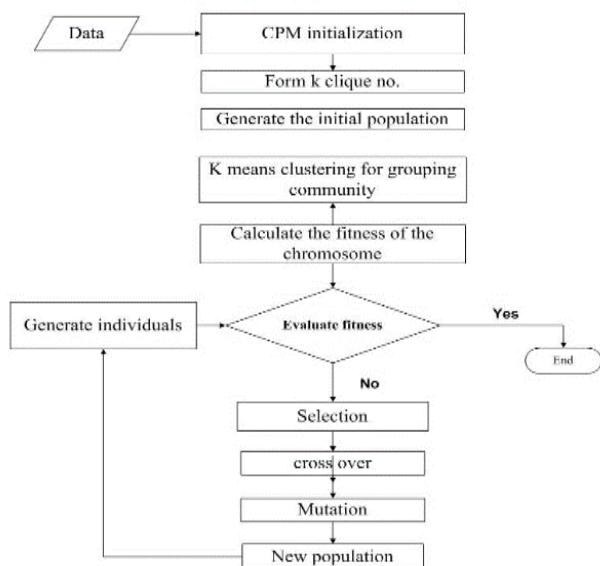 Data
CPM initialization
Form k clique no.
Generate the initial population
K means clustering for grouping
community
Calculate the fitness of the
chromosome
Generate individuals
Evaluate fitness
Yes
End
No
Selection
cross over
Mutation
New population